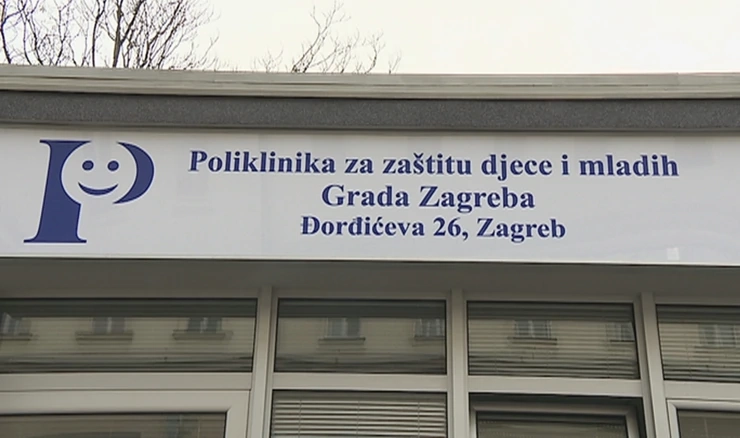 Poliklinika za zaštitu djece i mladih
Grada Zagreba
Đorđićeva 26, Zagreb